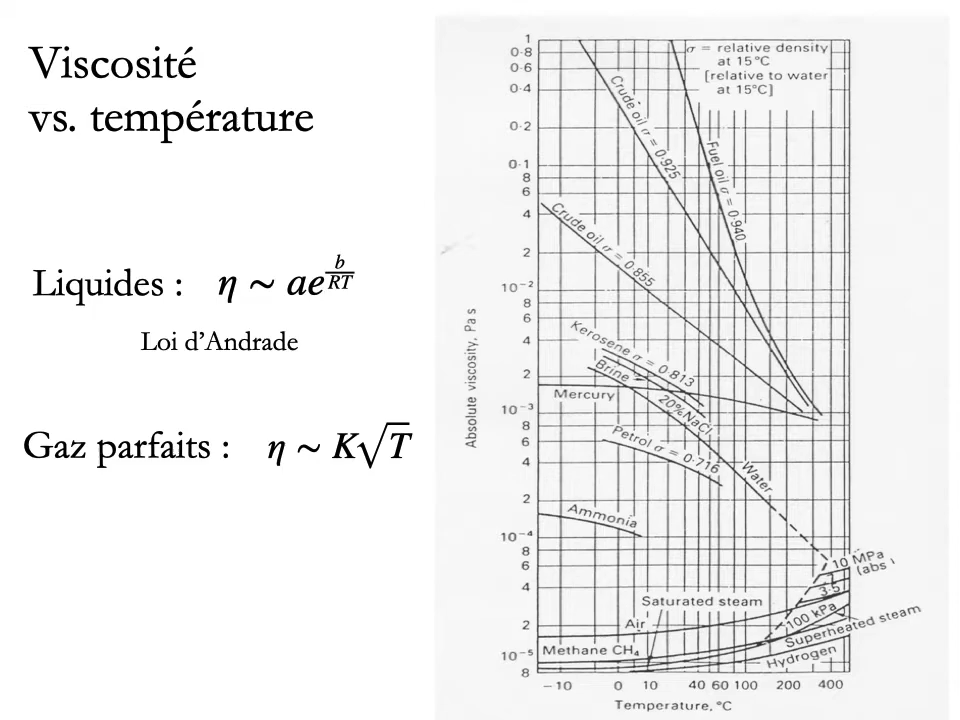 Viscosité
vs. température
Liquides : η ~ ae^{b/RT}
Loi d'Andrade
Gaz parfaits : η ~ K√T
σ = relative density
at 15°C
[relative to water
at 15°C]
1
0·8
0·6
0·4
0·2
0·1
8
6
4
2
10⁻²
8
6
4
2
10⁻³
8
6
4
2
10⁻⁴
8
6
4
2
10⁻⁵
8
Absolute viscosity, Pa s
Crude oil σ = 0·925
Fuel oil σ = 0·940
Crude oil σ = 0·855
Kerosene σ = 0·813
Brine
20%NaCl
Mercury
Petrol σ = 0·716
Water
Ammonia
10 MPa
(abs)
3·5
Saturated steam
100 kPa
Air
Superheated steam
Methane CH₄
Hydrogen
−10 0 10 40 60 100 200 400
Temperature, °C